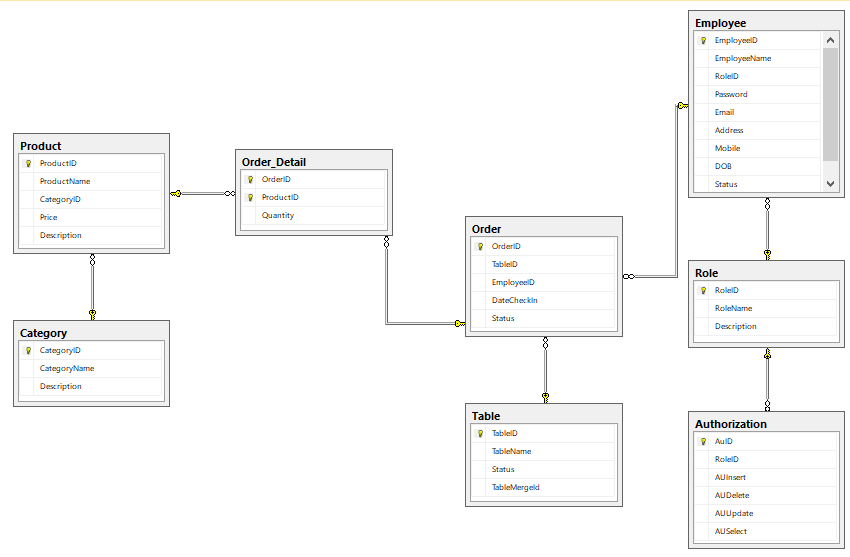 Employee
EmployeeID
EmployeeName
RoleID
Password
Email
Address
Mobile
DOB
Status
Product
ProductID
ProductName
CategoryID
Price
Description
Order_Detail
OrderID
ProductID
Quantity
Order
OrderID
TableID
EmployeeID
DateCheckIn
Status
Role
RoleID
RoleName
Description
Category
CategoryID
CategoryName
Description
Table
TableID
TableName
Status
TableMergeId
Authorization
AuID
RoleID
AUInsert
AUDelete
AUUpdate
AUSelect